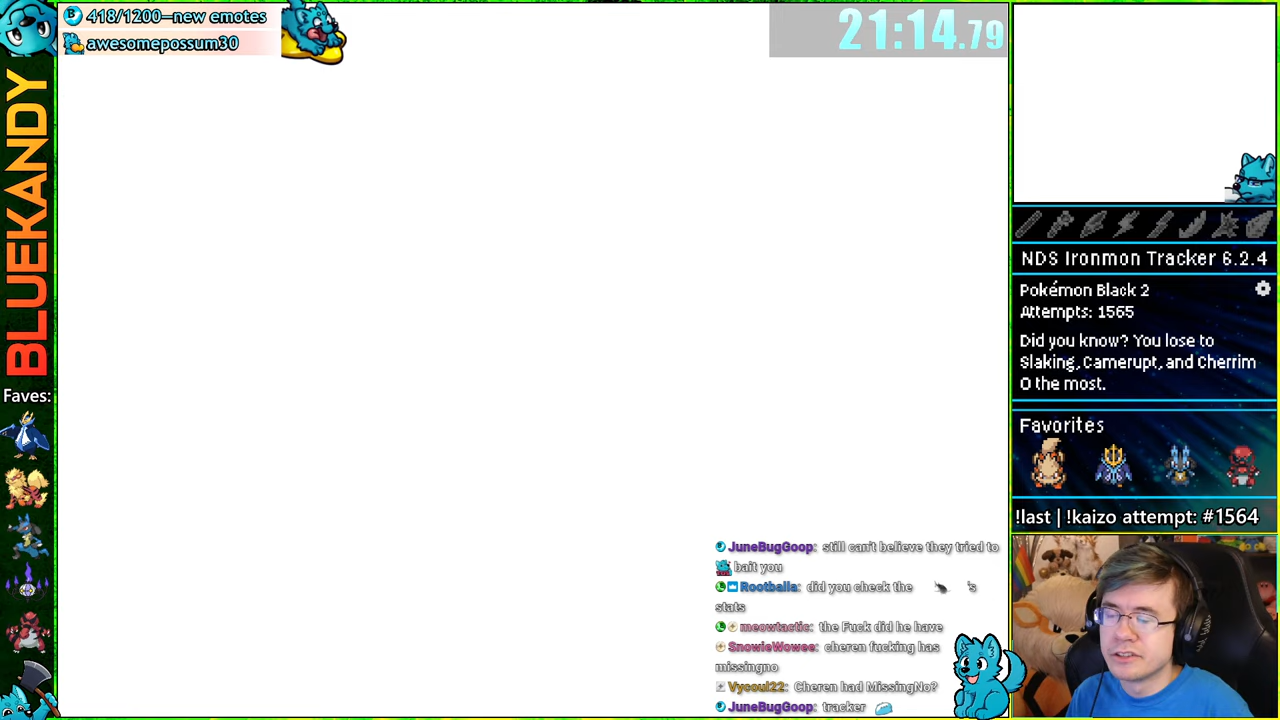 418/1200—new emotes
awesomepossum30
21:14.79
BLUEKANDY
Faves:
NDS Ironmon Tracker 6.2.4
Pokémon Black 2
Attempts: 1565
Did you know? You lose to
Slaking, Camerupt, and Cherrim
O the most.
Favorites
!last | !kaizo attempt: #1564
JuneBugGoop: still can't believe they tried to
bait you
Rootballa: did you check the 's
stats
meowtactic: the Fuck did he have
SnowieWowee: cheren fucking has
missingno
Vycoul22: Cheren had MissingNo?
JuneBugGoop: tracker